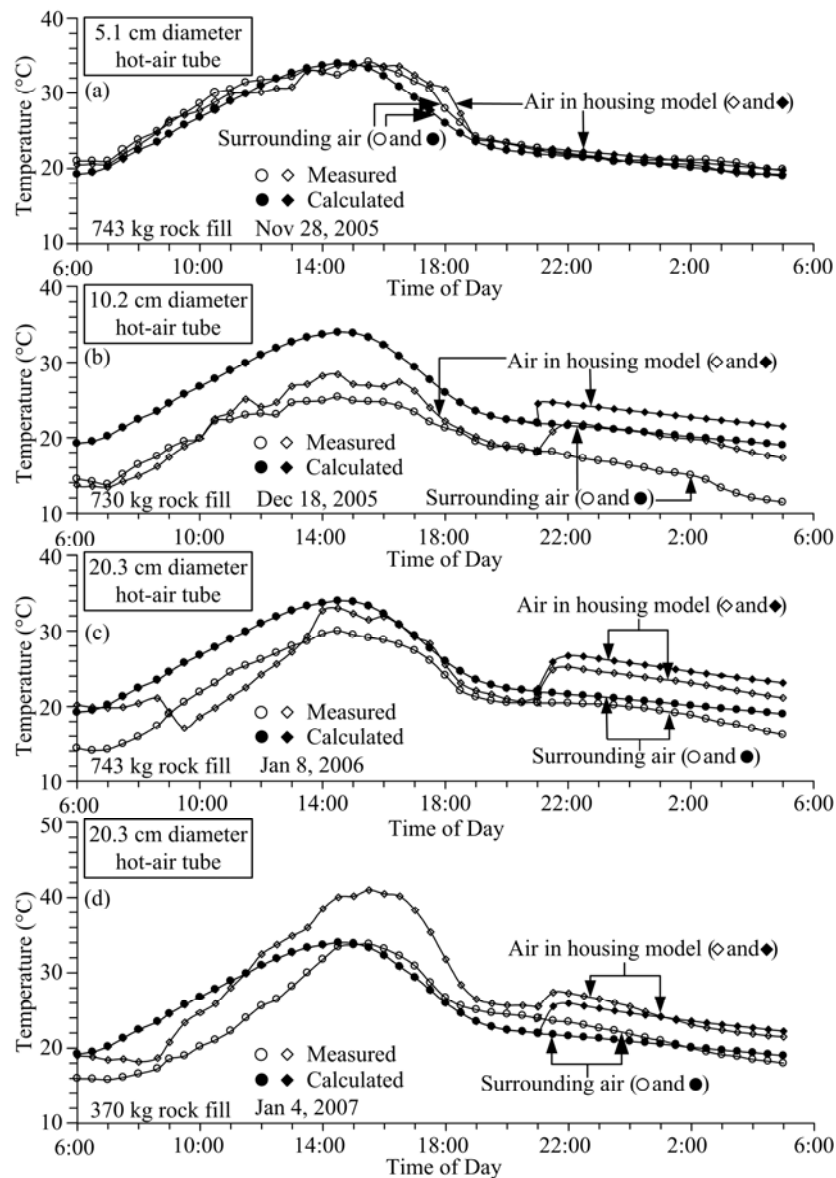 40
5.1 cm diameter
hot-air tube
(a)
30
Air in housing model (◇ and ◆)
Surrounding air (○ and ●)
20
○ ◇ Measured
● ◆ Calculated
743 kg rock fill Nov 28, 2005
10
Temperature (°C)
6:00 10:00 14:00 18:00 22:00 2:00 6:00
Time of Day
40
10.2 cm diameter
hot-air tube
(b)
Air in housing model (◇ and ◆)
30
20
○ ◇ Measured
● ◆ Calculated
Surrounding air (○ and ●)
730 kg rock fill Dec 18, 2005
10
Temperature (°C)
6:00 10:00 14:00 18:00 22:00 2:00 6:00
Time of Day
40
20.3 cm diameter
hot-air tube
(c)
Air in housing model (◇ and ◆)
30
20
○ ◇ Measured
● ◆ Calculated
Surrounding air (○ and ●)
743 kg rock fill Jan 8, 2006
10
Temperature (°C)
6:00 10:00 14:00 18:00 22:00 2:00 6:00
Time of Day
50
20.3 cm diameter
hot-air tube
(d)
40
Air in housing model (◇ and ◆)
30
20
○ ◇ Measured
● ◆ Calculated
Surrounding air (○ and ●)
370 kg rock fill Jan 4, 2007
10
Temperature (°C)
6:00 10:00 14:00 18:00 22:00 2:00 6:00
Time of Day